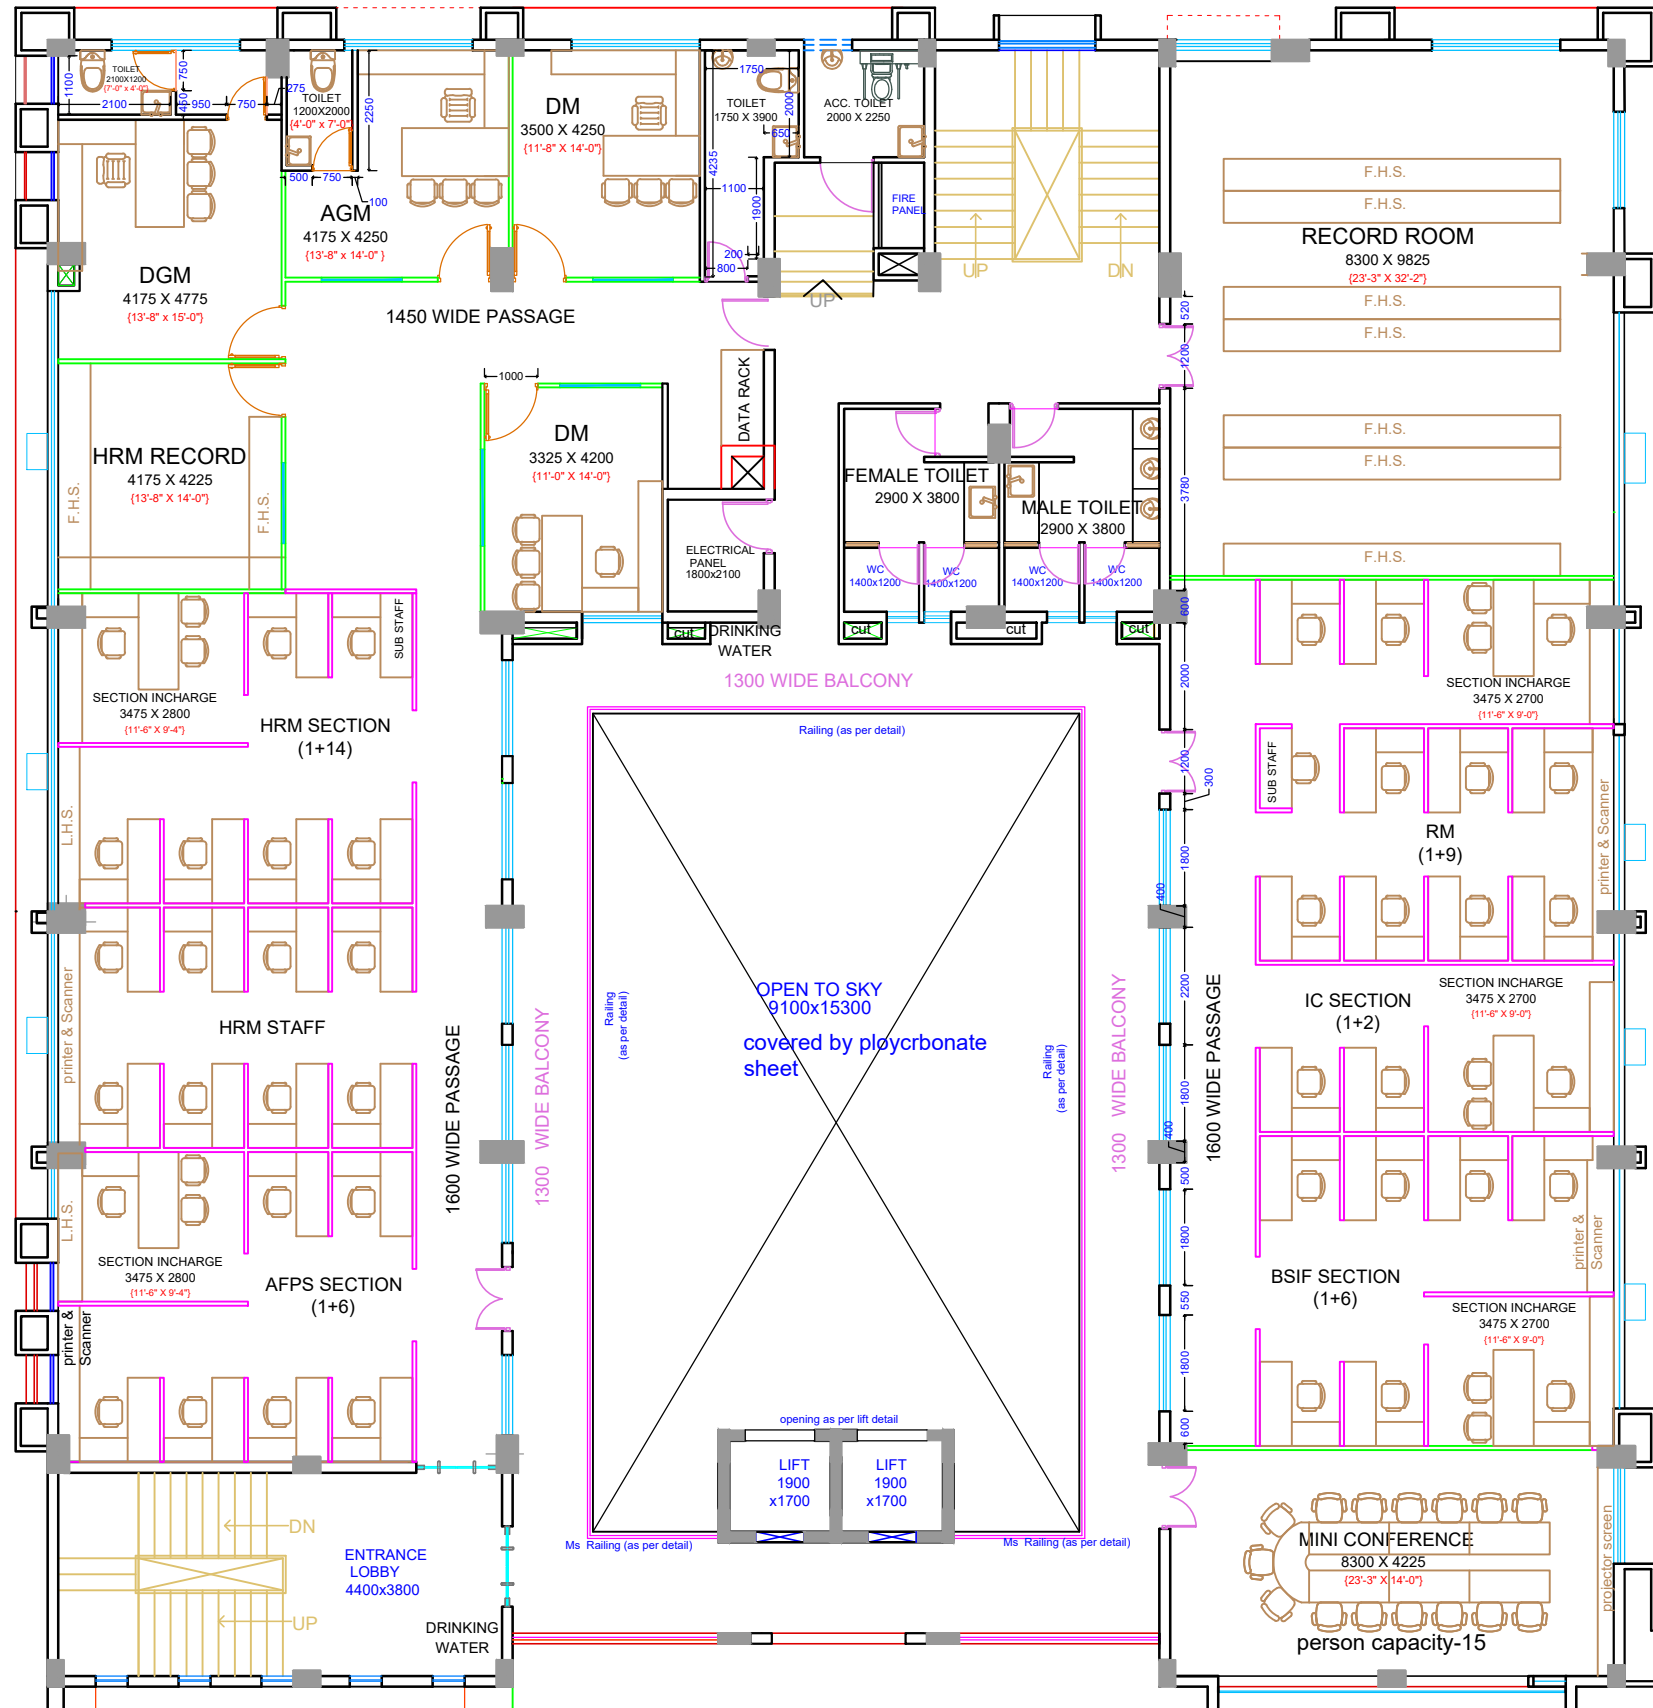 TOILET
2100X1200
{7'-0" x 4'-0"}
1100
2100
750
450
950
750
275
TOILET
1200X2000
{4'-0" x 7'-0"}
2250
500
750
100
AGM
4175 X 4250
{13'-8" x 14'-0" }
DM
3500 X 4250
{11'-8" X 14'-0"}
1750
TOILET
1750 X 3900
2000
650
4235
1100
1900
200
800
ACC. TOILET
2000 X 2250
FIRE
PANEL
UP
UP
DN
F.H.S.
F.H.S.
RECORD ROOM
8300 X 9825
{23'-3" X 32'-2"}
F.H.S.
F.H.S.
F.H.S.
F.H.S.
F.H.S.
DGM
4175 X 4775
{13'-8" x 15'-0"}
1450 WIDE PASSAGE
520
1200
3780
600
2000
1200
300
1800
400
2200
1800
400
500
1800
550
1800
600
HRM RECORD
4175 X 4225
{13'-8" X 14'-0"}
F.H.S.
F.H.S.
1000
DM
3325 X 4200
{11'-0" X 14'-0"}
DATA RACK
ELECTRICAL
PANEL
1800x2100
FEMALE TOILET
2900 X 3800
MALE TOILET
2900 X 3800
WC
1400x1200
WC
1400x1200
WC
1400x1200
WC
1400x1200
cut
DRINKING
WATER
cut
cut
cut
1300 WIDE BALCONY
SUB STAFF
SECTION INCHARGE
3475 X 2800
{11'-6" X 9'-4"}
HRM SECTION
(1+14)
L.H.S.
printer & Scanner
HRM STAFF
L.H.S.
SECTION INCHARGE
3475 X 2800
{11'-6" X 9'-4"}
AFPS SECTION
(1+6)
printer &
Scanner
1600 WIDE PASSAGE
1300 WIDE BALCONY
Railing (as per detail)
Railing
(as per detail)
OPEN TO SKY
9100x15300
covered by ploycrbonate
sheet
Railing
(as per detail)
1300 WIDE BALCONY
1600 WIDE PASSAGE
opening as per lift detail
LIFT
1900
x1700
LIFT
1900
x1700
Ms Railing (as per detail)
Ms Railing (as per detail)
SECTION INCHARGE
3475 X 2700
{11'-6" X 9'-0"}
SUB STAFF
RM
(1+9)
printer & Scanner
IC SECTION
(1+2)
SECTION INCHARGE
3475 X 2700
{11'-6" X 9'-0"}
BSIF SECTION
(1+6)
printer &
Scanner
SECTION INCHARGE
3475 X 2700
{11'-6" X 9'-0"}
DN
UP
ENTRANCE
LOBBY
4400x3800
DRINKING
WATER
MINI CONFERENCE
8300 X 4225
{23'-3" X 14'-0"}
person capacity-15
projector screen